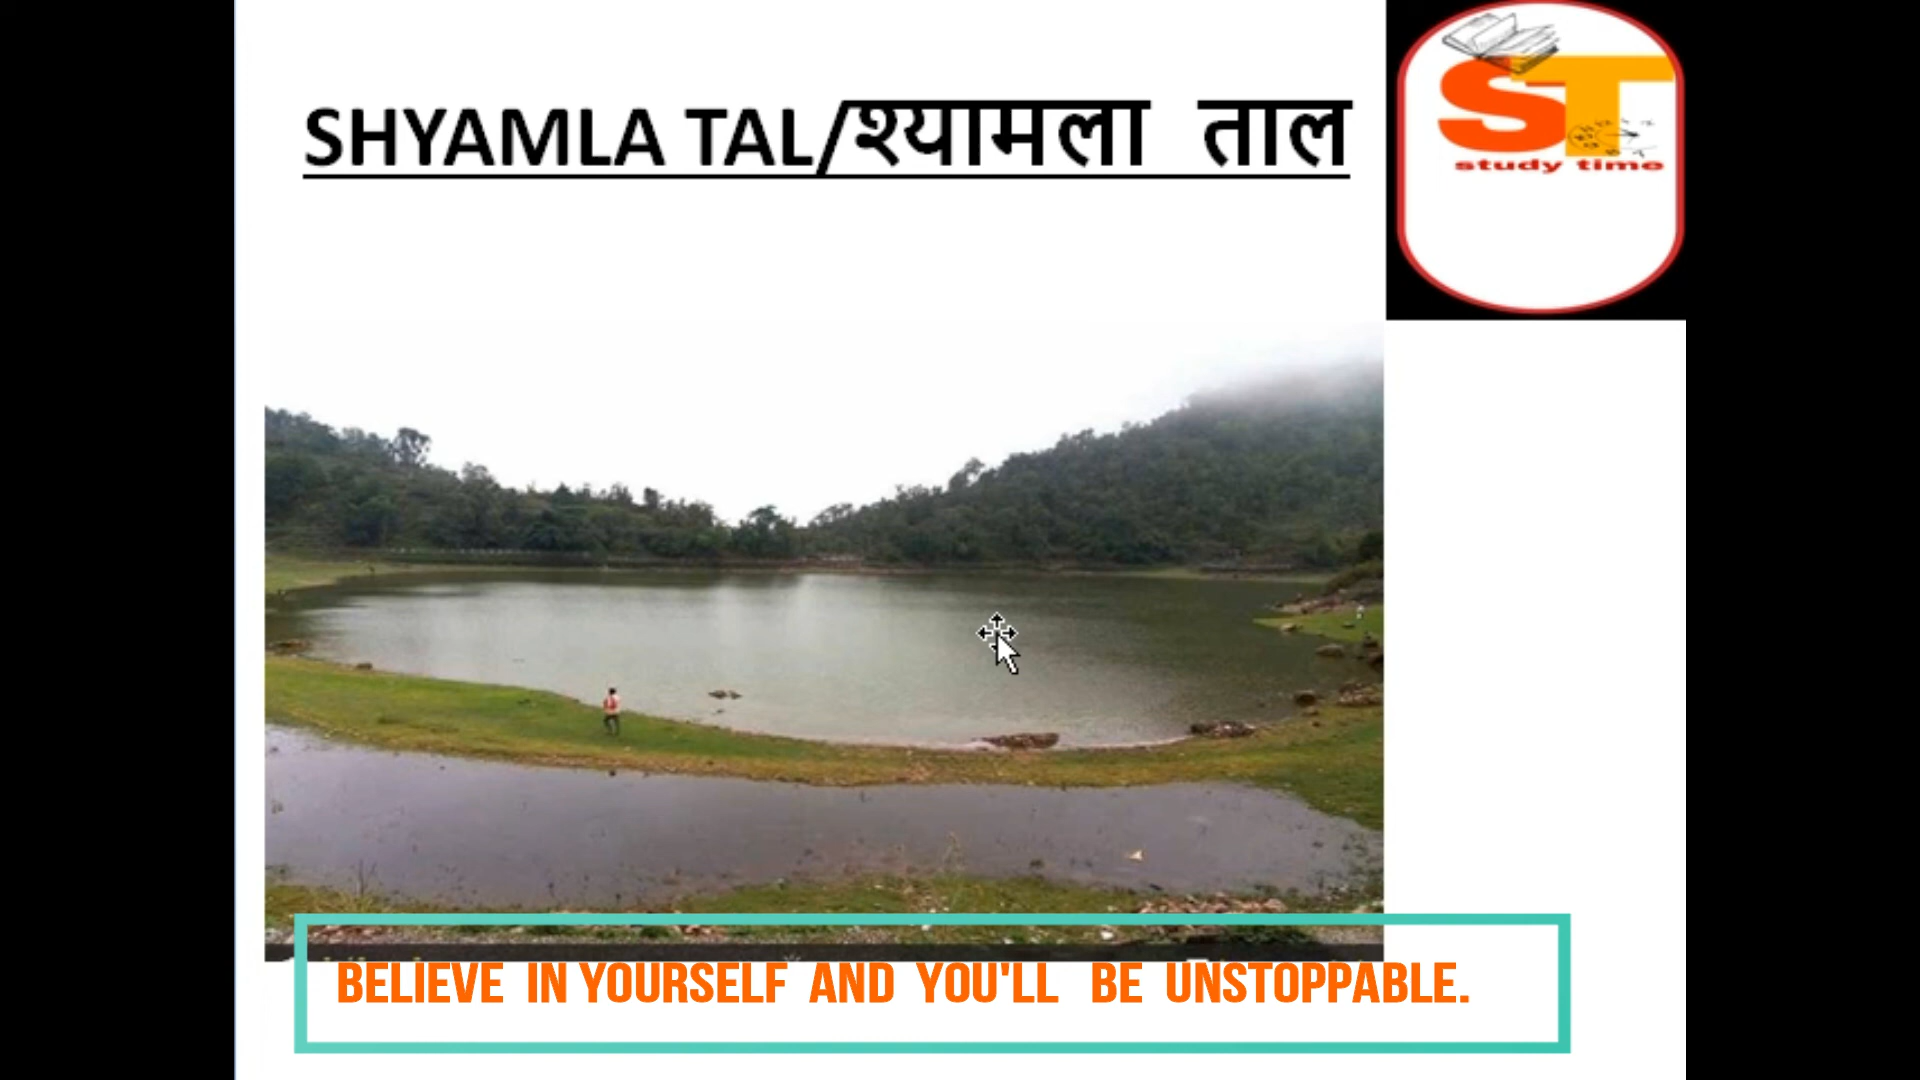 SHYAMLA TAL/श्यामला ताल
ST
study time
BELIEVE IN YOURSELF AND YOU'LL BE UNSTOPPABLE.